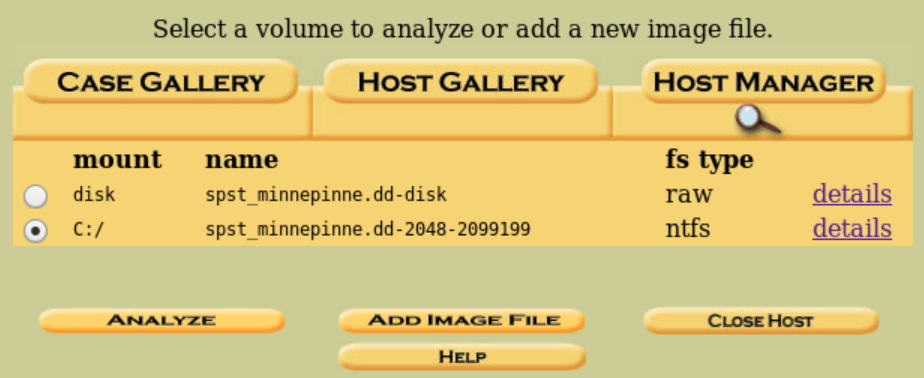 Select a volume to analyze or add a new image file.
CASE GALLERY HOST GALLERY HOST MANAGER
mount name fs type
disk spst_minnepinne.dd-disk raw details
C:/ spst_minnepinne.dd-2048-2099199 ntfs details
ANALYZE ADD IMAGE FILE CLOSE HOST
HELP